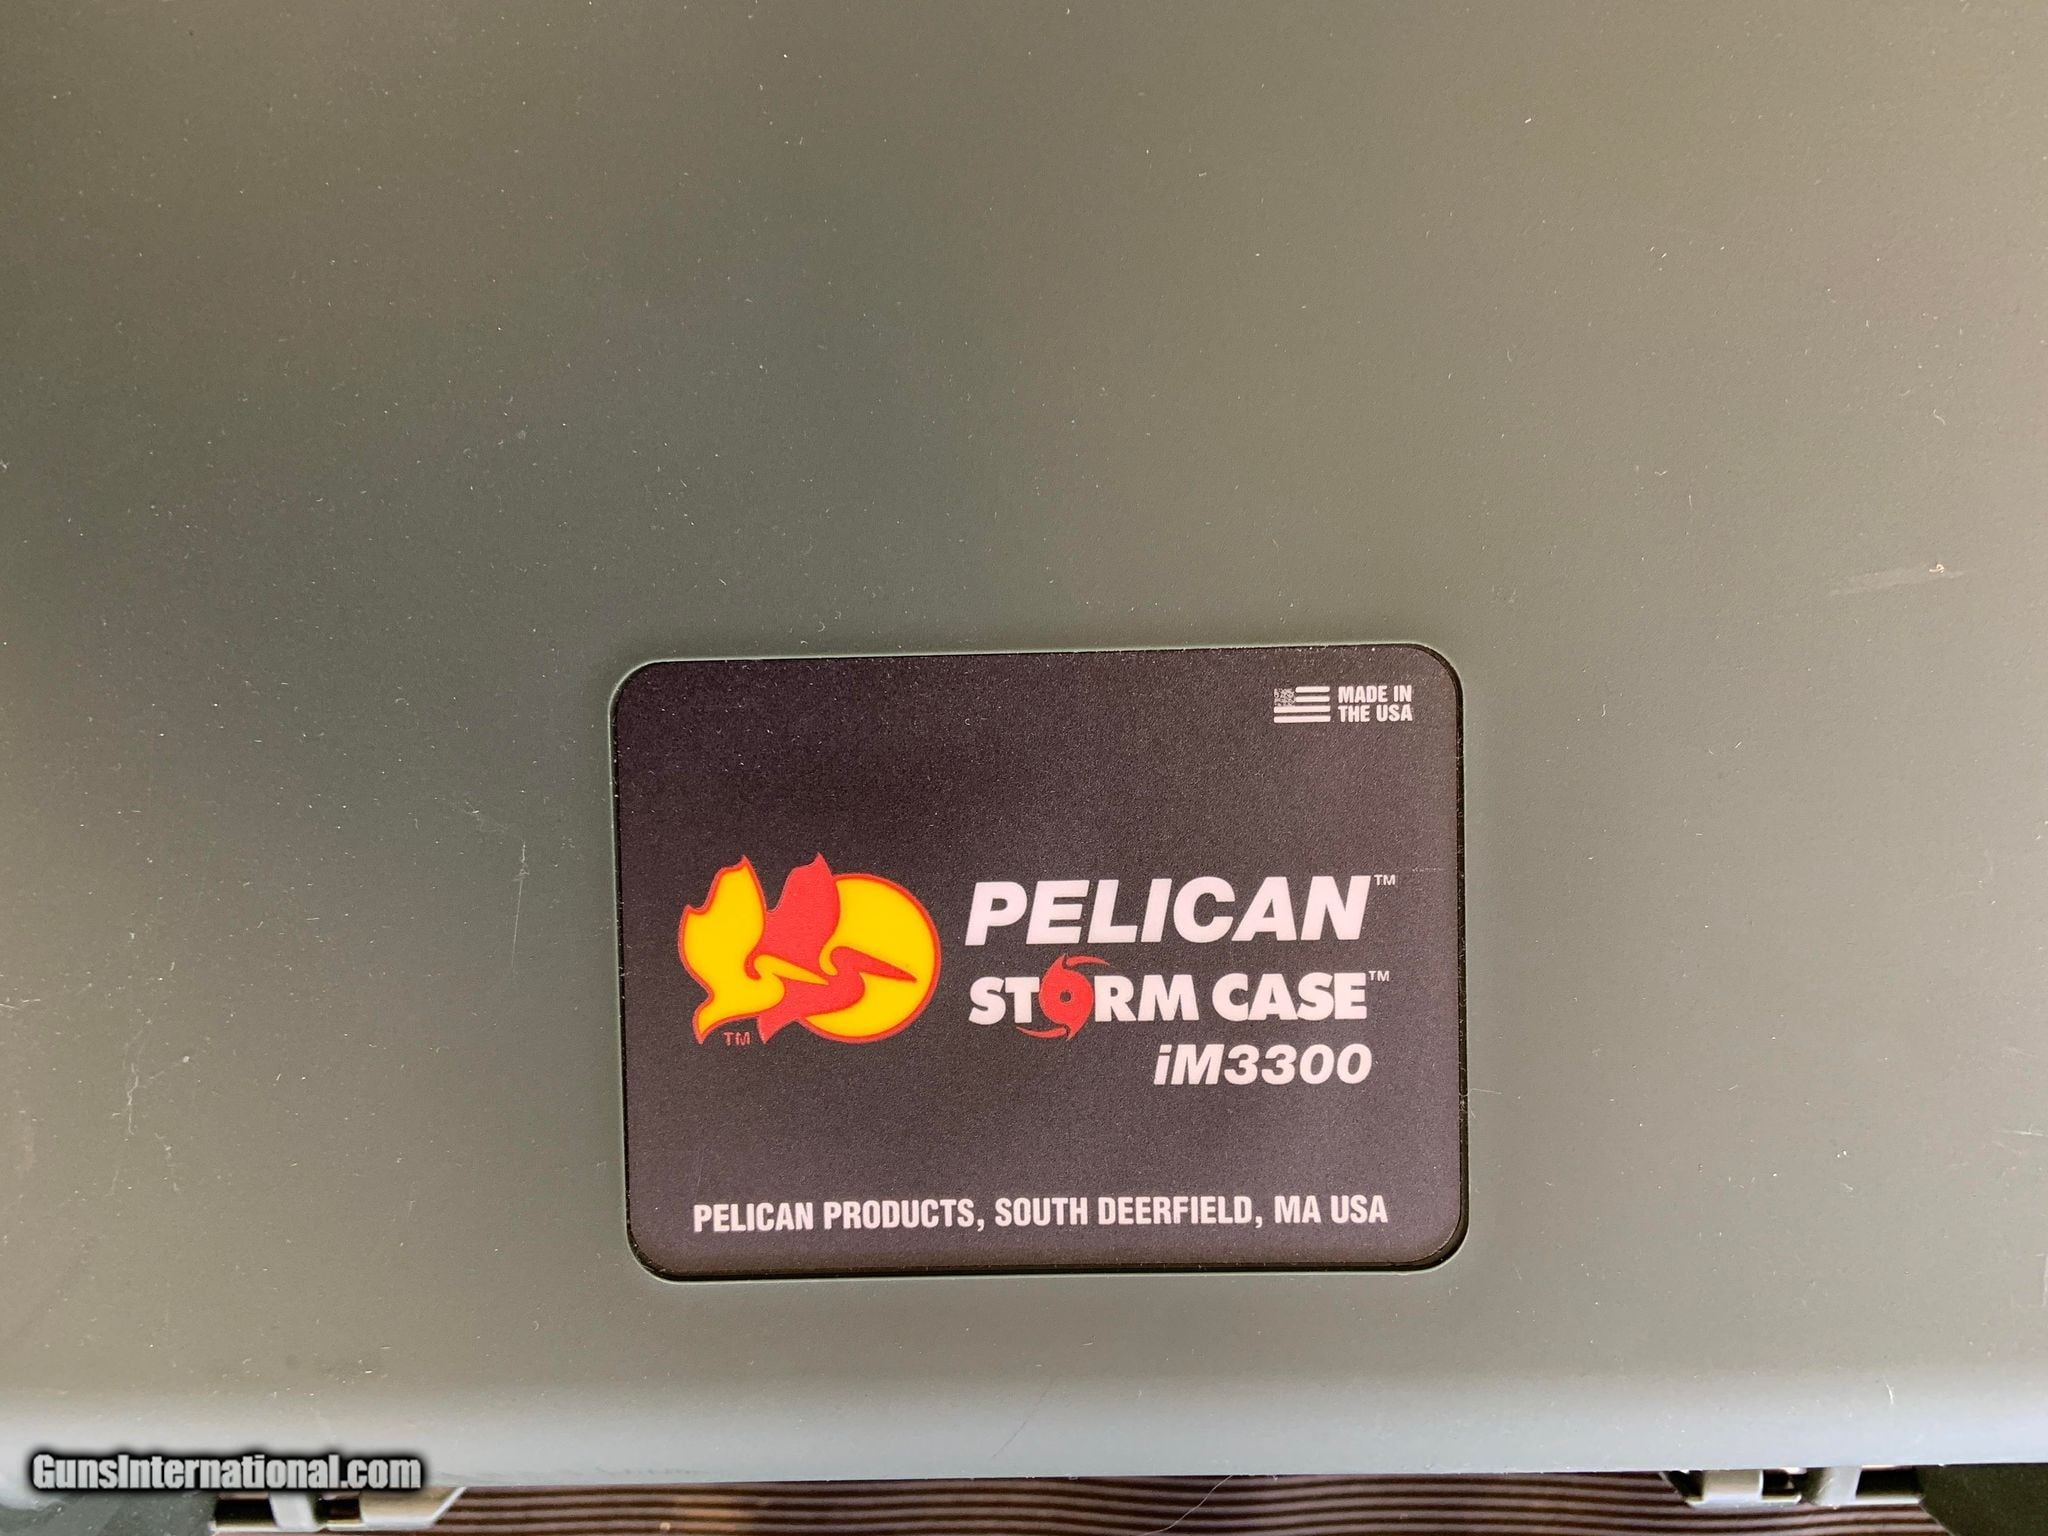 MADE IN
THE USA
PELICAN™
STORM CASE™
iM3300
TM
PELICAN PRODUCTS, SOUTH DEERFIELD, MA USA
GunsInternational.com